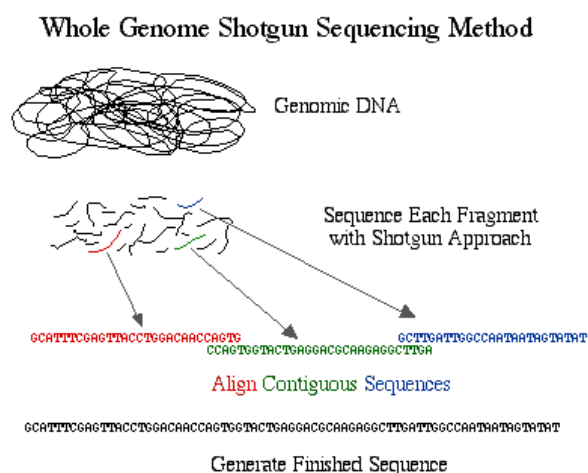 Whole Genome Shotgun Sequencing Method
Genomic DNA
Sequence Each Fragment
with Shotgun Approach
GCATTTCGAGTTACCTGGACAACCAGTG
GCTTGATTGGCCAATAATAGTATAT
CCAGTGGTACTGAGGACGCAAGAGGCTTGA
Align Contiguous Sequences
GCATTTCGAGTTACCTGGACAACCAGTGGTACTGAGGACGCAAGAGGCTTGATTGGCCAATAATAGTATAT
Generate Finished Sequence